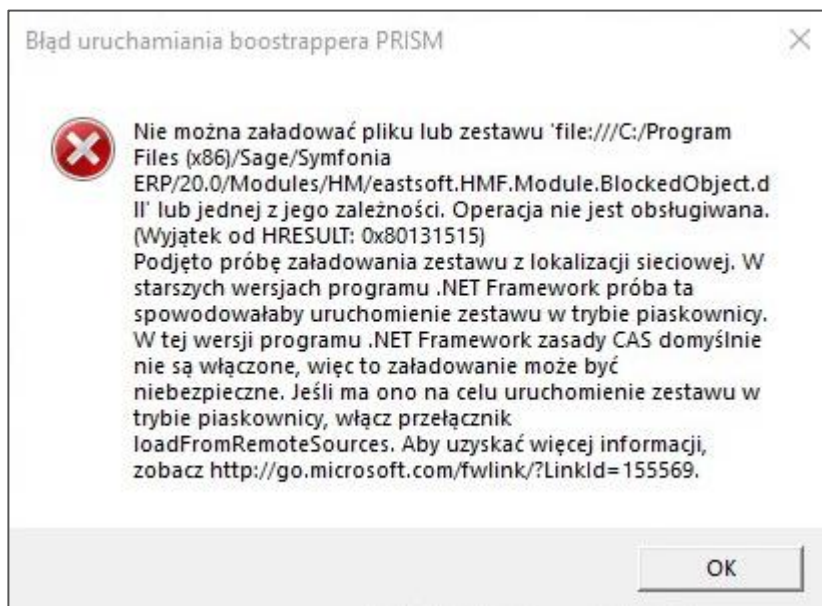 Błąd uruchamiania boostrappera PRISM
Nie można załadować pliku lub zestawu 'file:///C:/Program
Files (x86)/Sage/Symfonia
ERP/20.0/Modules/HM/eastsoft.HMF.Module.BlockedObject.d
ll' lub jednej z jego zależności. Operacja nie jest obsługiwana.
(Wyjątek od HRESULT: 0x80131515)
Podjęto próbę załadowania zestawu z lokalizacji sieciowej. W
starszych wersjach programu .NET Framework próba ta
spowodowałaby uruchomienie zestawu w trybie piaskownicy.
W tej wersji programu .NET Framework zasady CAS domyślnie
nie są włączone, więc to załadowanie może być
niebezpieczne. Jeśli ma ono na celu uruchomienie zestawu w
trybie piaskownicy, włącz przełącznik
loadFromRemoteSources. Aby uzyskać więcej informacji,
zobacz http://go.microsoft.com/fwlink/?LinkId=155569.
OK